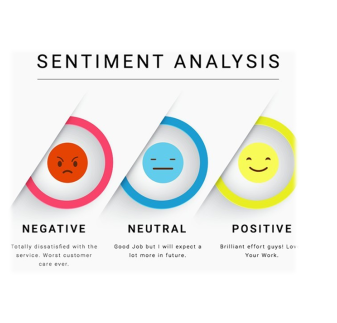 SENTIMENT ANALYSIS
NEGATIVE
Totally dissatisfied with the
service. Worst customer
care ever.
NEUTRAL
Good Job but I will expect a
lot more in future.
POSITIVE
Brilliant effort guys! Lov
Your Work.